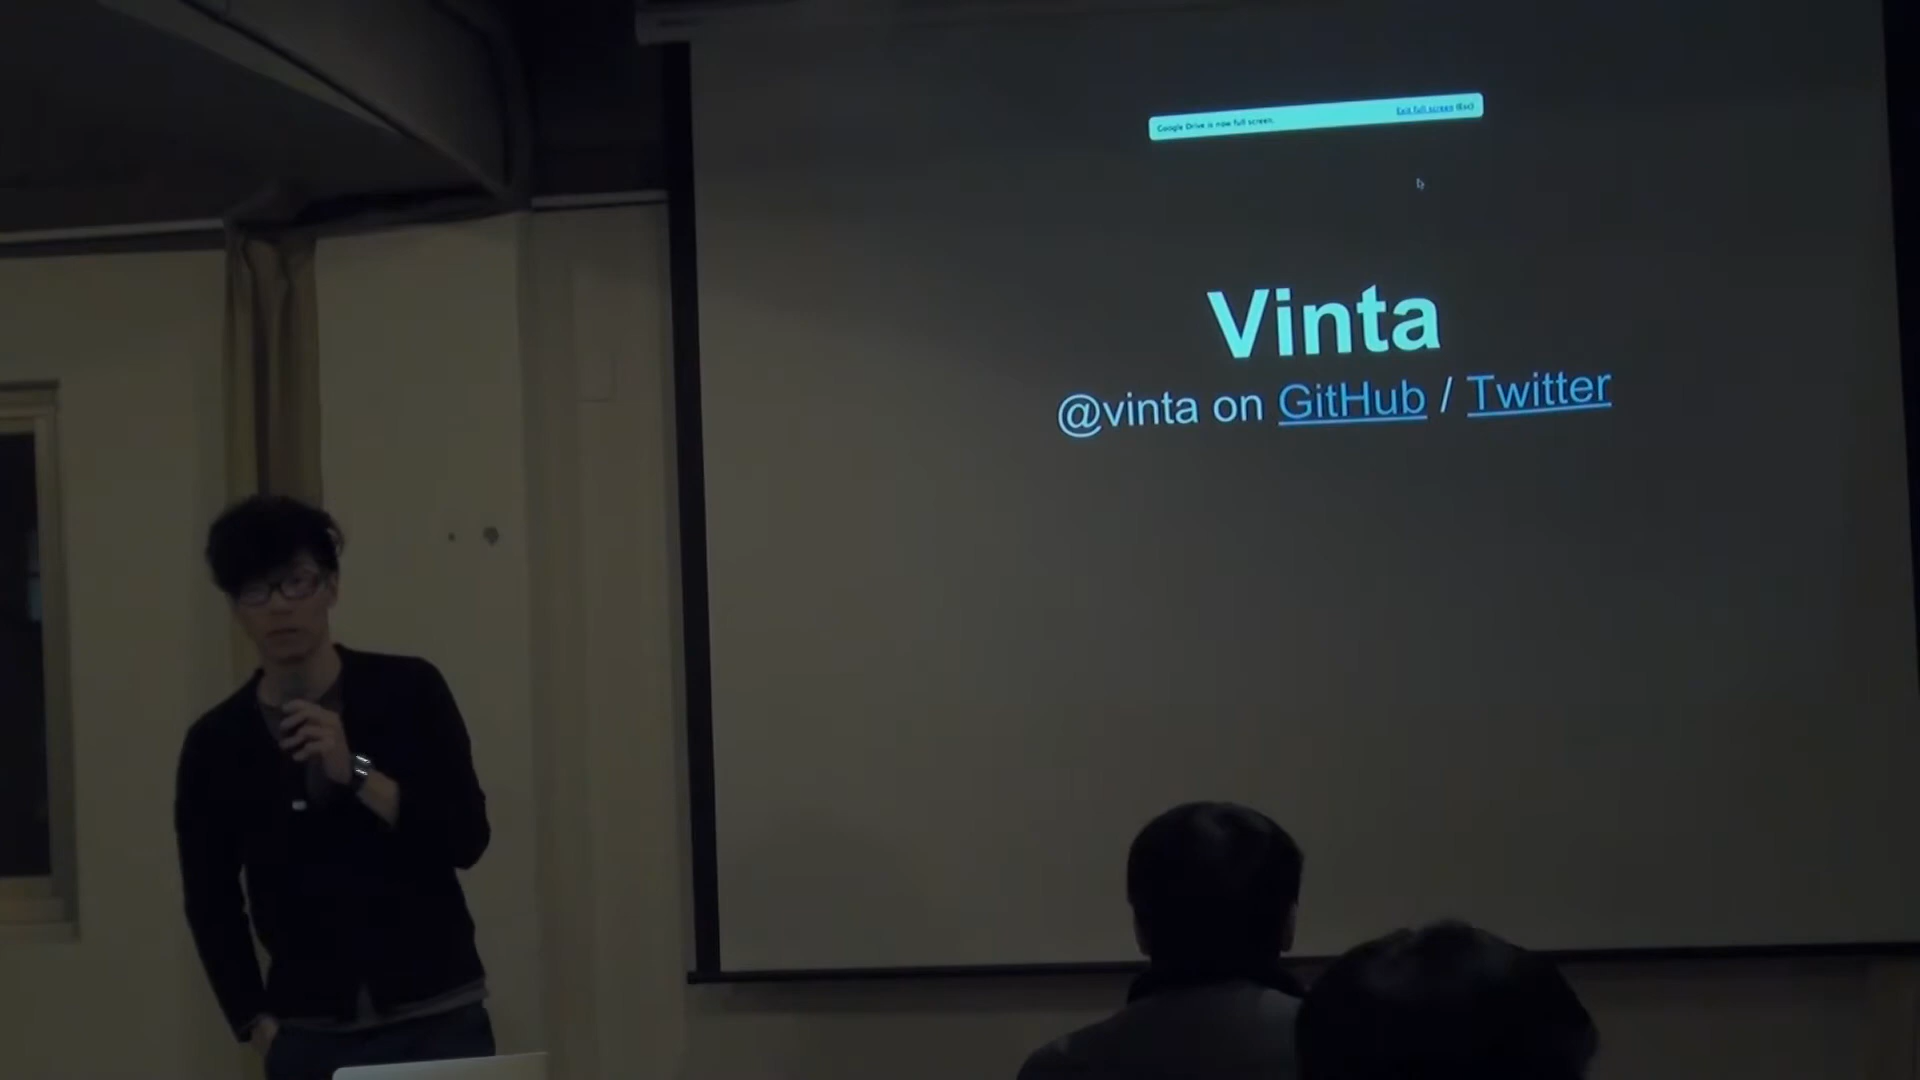 Google Drive is now full screen. Exit full screen (Esc)
Vinta
@vinta on GitHub / Twitter